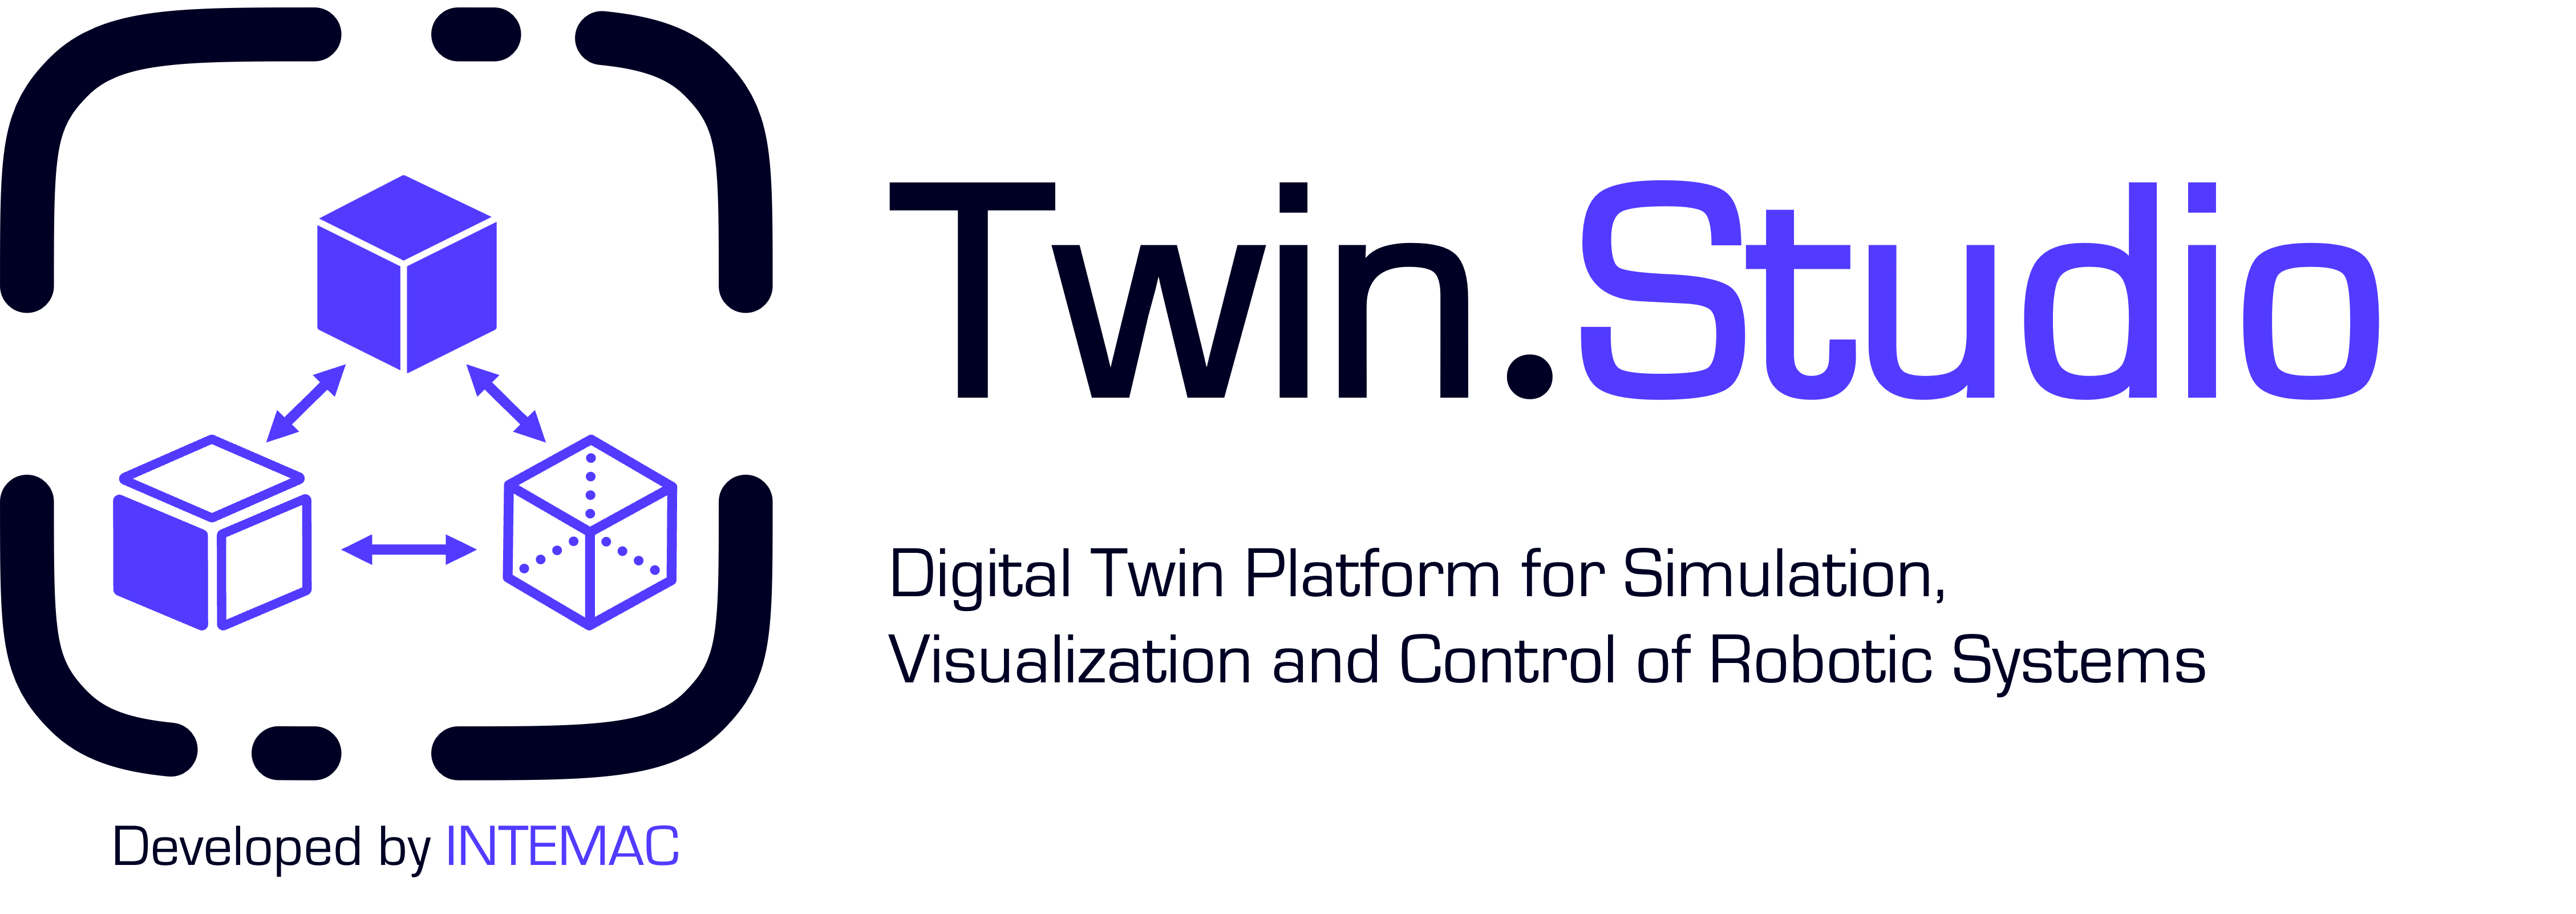 Twin.Studio
Digital Twin Platform for Simulation,
Visualization and Control of Robotic Systems
Developed by INTEMAC